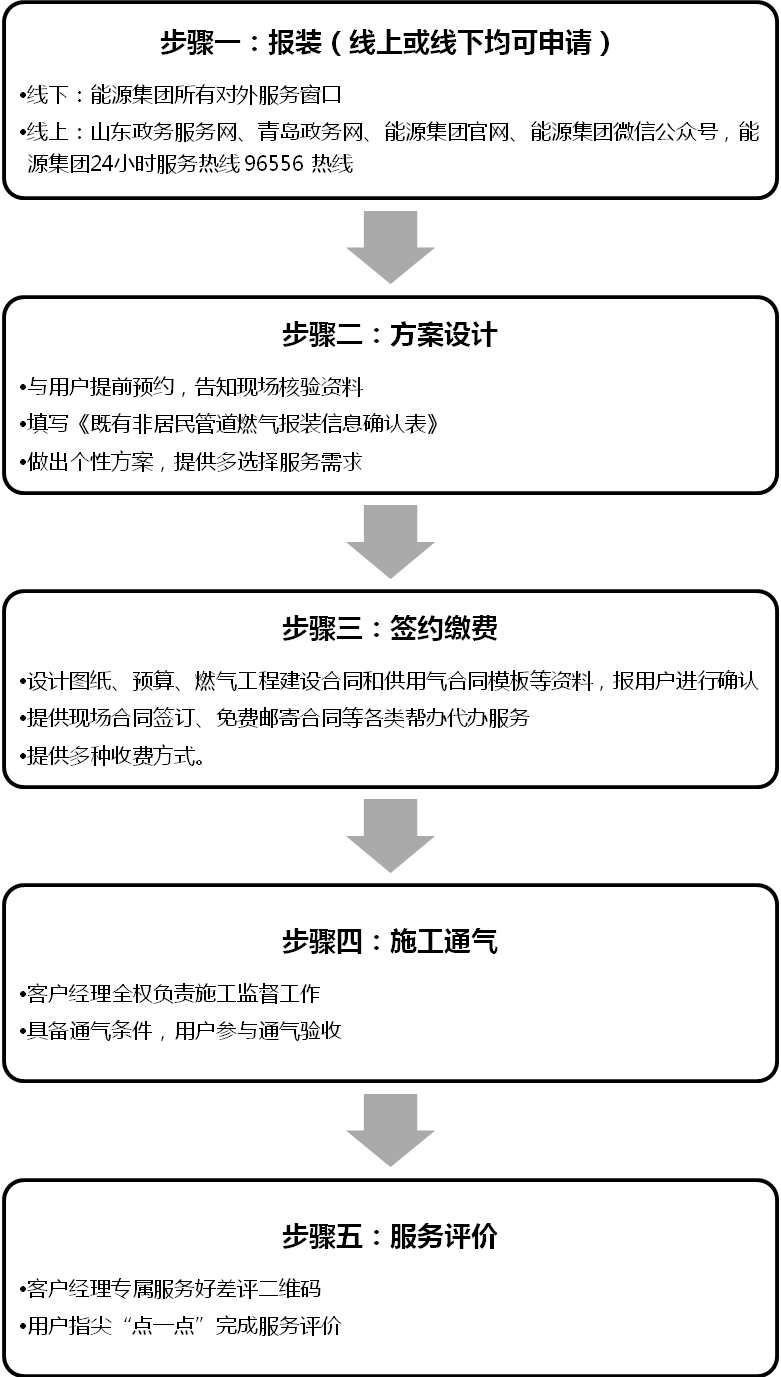 步骤一：报装（线上或线下均可申请）
•线下：能源集团所有对外服务窗口
•线上：山东政务服务网、青岛政务网、能源集团官网、能源集团微信公众号，能
源集团24小时服务热线 96556 热线
步骤二：方案设计
•与用户提前预约，告知现场核验资料
•填写《既有非居民管道燃气报装信息确认表》
•做出个性方案，提供多选择服务需求
步骤三：签约缴费
•设计图纸、预算、燃气工程建设合同和供用气合同模板等资料，报用户进行确认
•提供现场合同签订、免费邮寄合同等各类帮办代办服务
•提供多种收费方式。
步骤四：施工通气
•客户经理全权负责施工监督工作
•具备通气条件，用户参与通气验收
步骤五：服务评价
•客户经理专属服务好差评二维码
•用户指尖“点一点”完成服务评价